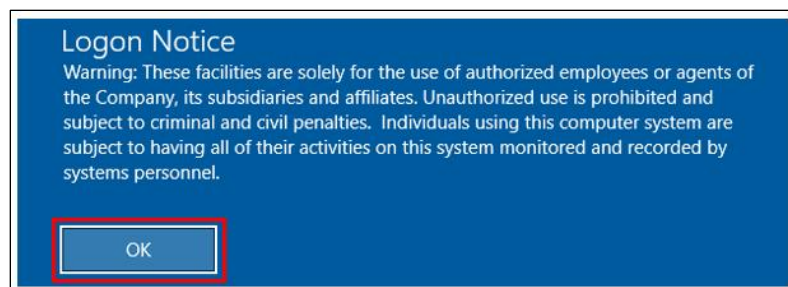 Logon Notice
Warning: These facilities are solely for the use of authorized employees or agents of
the Company, its subsidiaries and affiliates. Unauthorized use is prohibited and
subject to criminal and civil penalties.  Individuals using this computer system are
subject to having all of their activities on this system monitored and recorded by
systems personnel.
OK